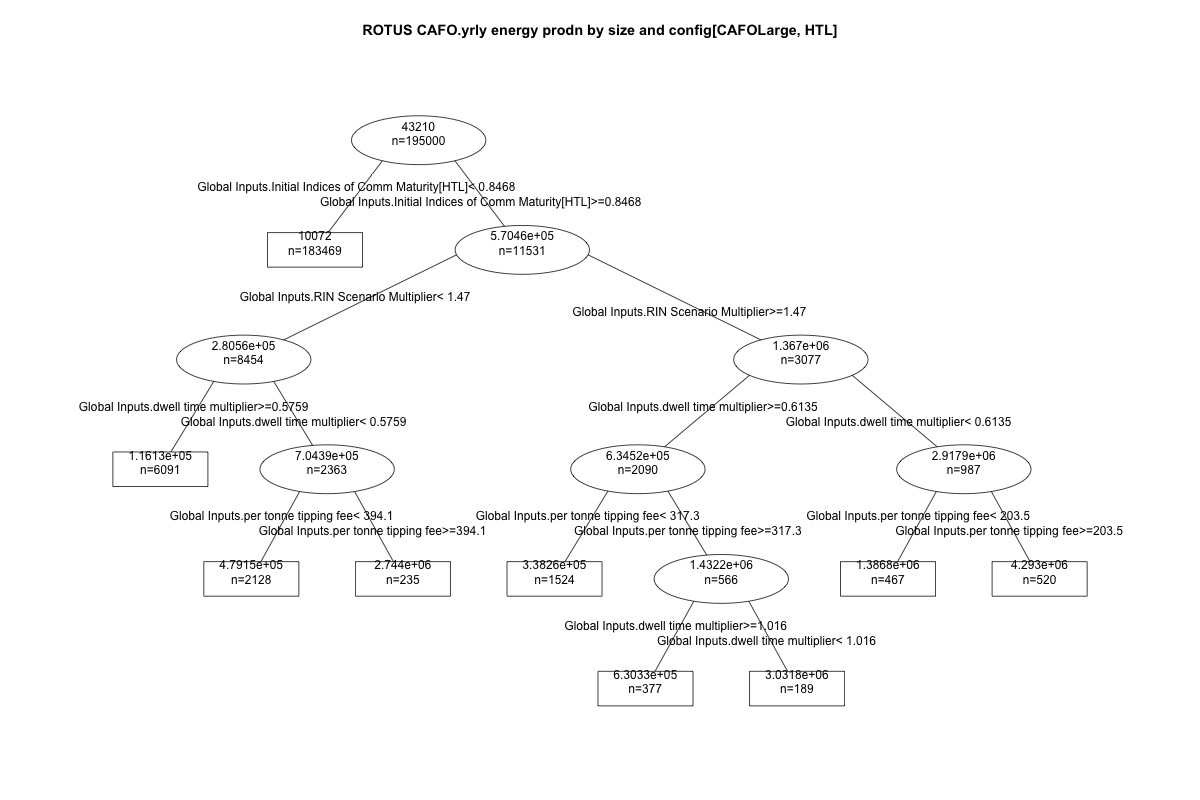 ROTUS CAFO.yrly energy prodn by size and config[CAFOLarge, HTL]
43210
n=195000
Global Inputs.Initial Indices of Comm Maturity[HTL]< 0.8468
Global Inputs.Initial Indices of Comm Maturity[HTL]>=0.8468
10072
n=183469
5.7046e+05
n=11531
Global Inputs.RIN Scenario Multiplier< 1.47
Global Inputs.RIN Scenario Multiplier>=1.47
2.8056e+05
n=8454
1.367e+06
n=3077
Global Inputs.dwell time multiplier>=0.5759
Global Inputs.dwell time multiplier< 0.5759
Global Inputs.dwell time multiplier>=0.6135
Global Inputs.dwell time multiplier< 0.6135
1.1613e+05
n=6091
7.0439e+05
n=2363
6.3452e+05
n=2090
2.9179e+06
n=987
Global Inputs.per tonne tipping fee< 394.1
Global Inputs.per tonne tipping fee>=394.1
Global Inputs.per tonne tipping fee< 317.3
Global Inputs.per tonne tipping fee>=317.3
Global Inputs.per tonne tipping fee< 203.5
Global Inputs.per tonne tipping fee>=203.5
4.7915e+05
n=2128
2.744e+06
n=235
3.3826e+05
n=1524
1.4322e+06
n=566
1.3868e+06
n=467
4.293e+06
n=520
Global Inputs.dwell time multiplier>=1.016
Global Inputs.dwell time multiplier< 1.016
6.3033e+05
n=377
3.0318e+06
n=189